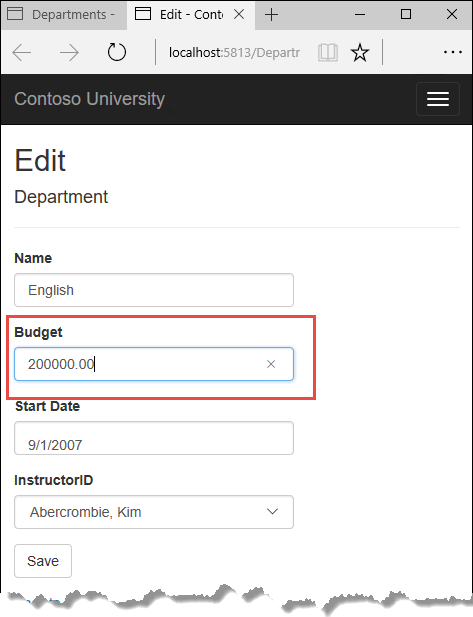 Departments -
Edit - Conto
localhost:5813/Departr
Contoso University
Edit
Department
Name
English
Budget
200000.00
Start Date
9/1/2007
InstructorID
Abercrombie, Kim
Save